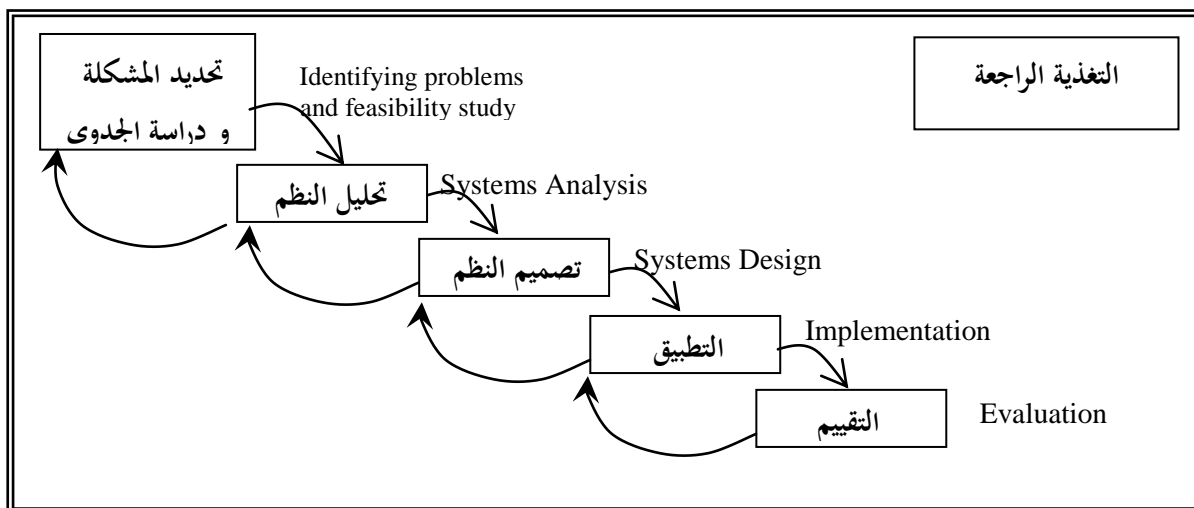 تحديد المشكلة
و دراسة الجدوى
Identifying problems
and feasibility study
التغذية الراجعة
تحليل النظم
Systems Analysis
تصميم النظم
Systems Design
التطبيق
Implementation
التقييم
Evaluation